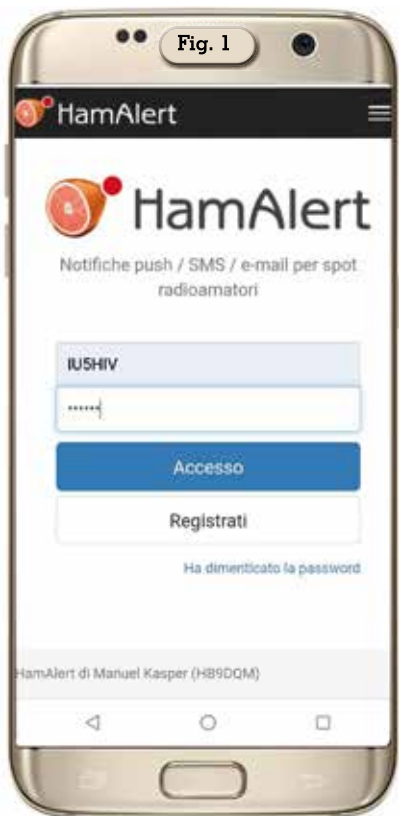 Fig. 1
HamAlert
HamAlert
Notifiche push / SMS / e-mail per spot
radioamatori
IU5HIV
••••••
Accesso
Registrati
Ha dimenticato la password
HamAlert di Manuel Kasper (HB9DQM)